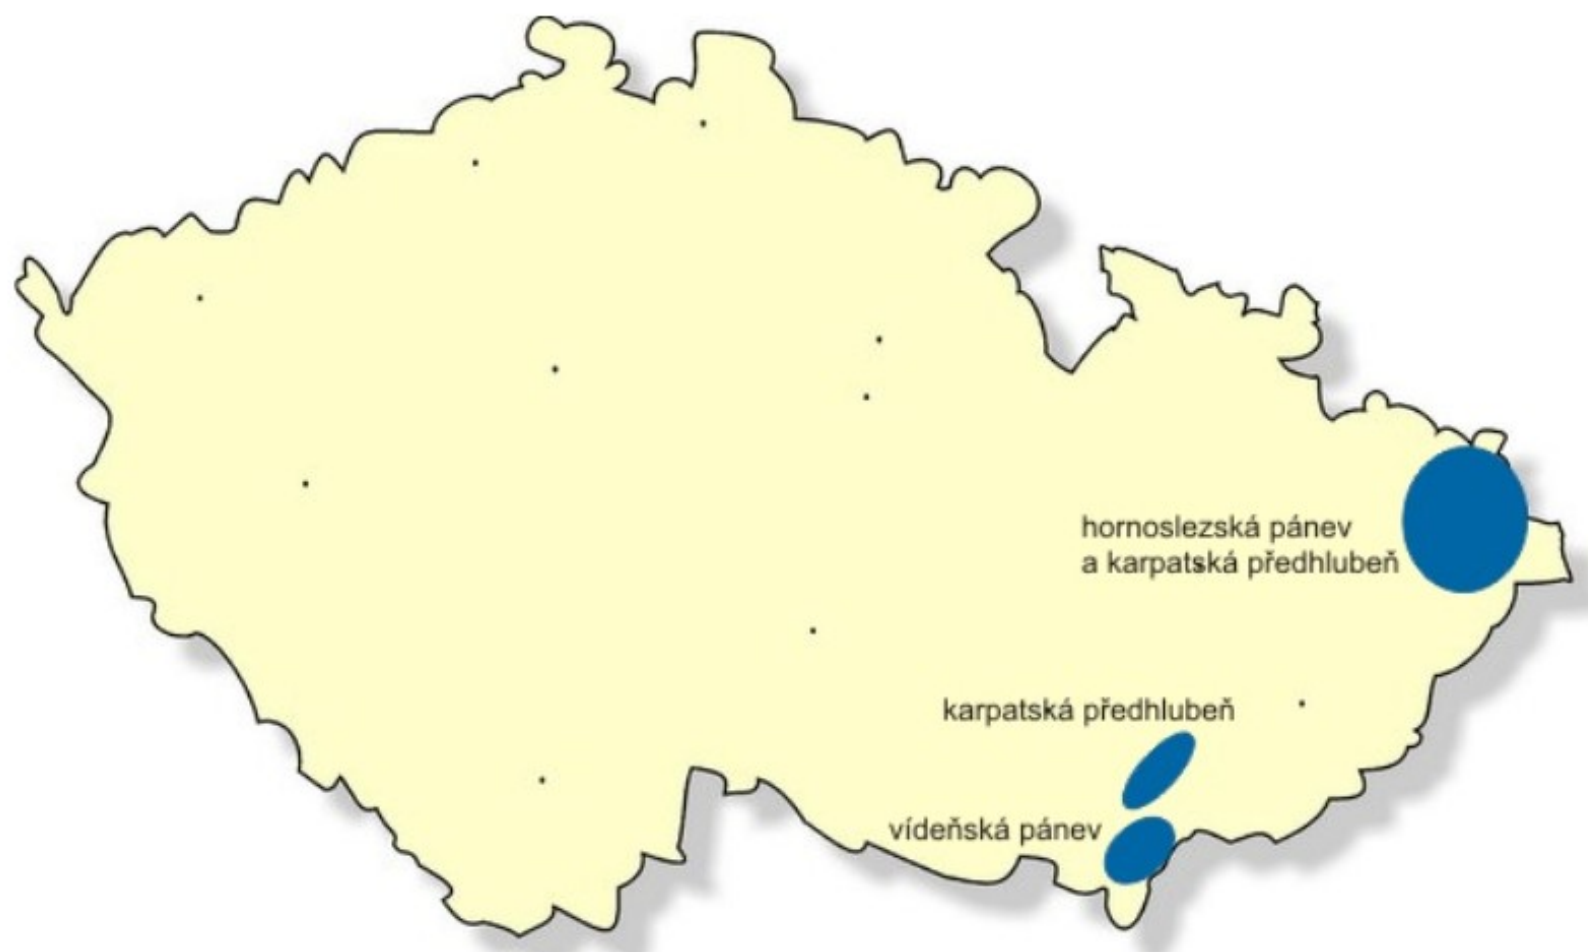 hornoslezská pánev
a karpatská předhlubeň
karpatská předhlubeň
vídeňská pánev